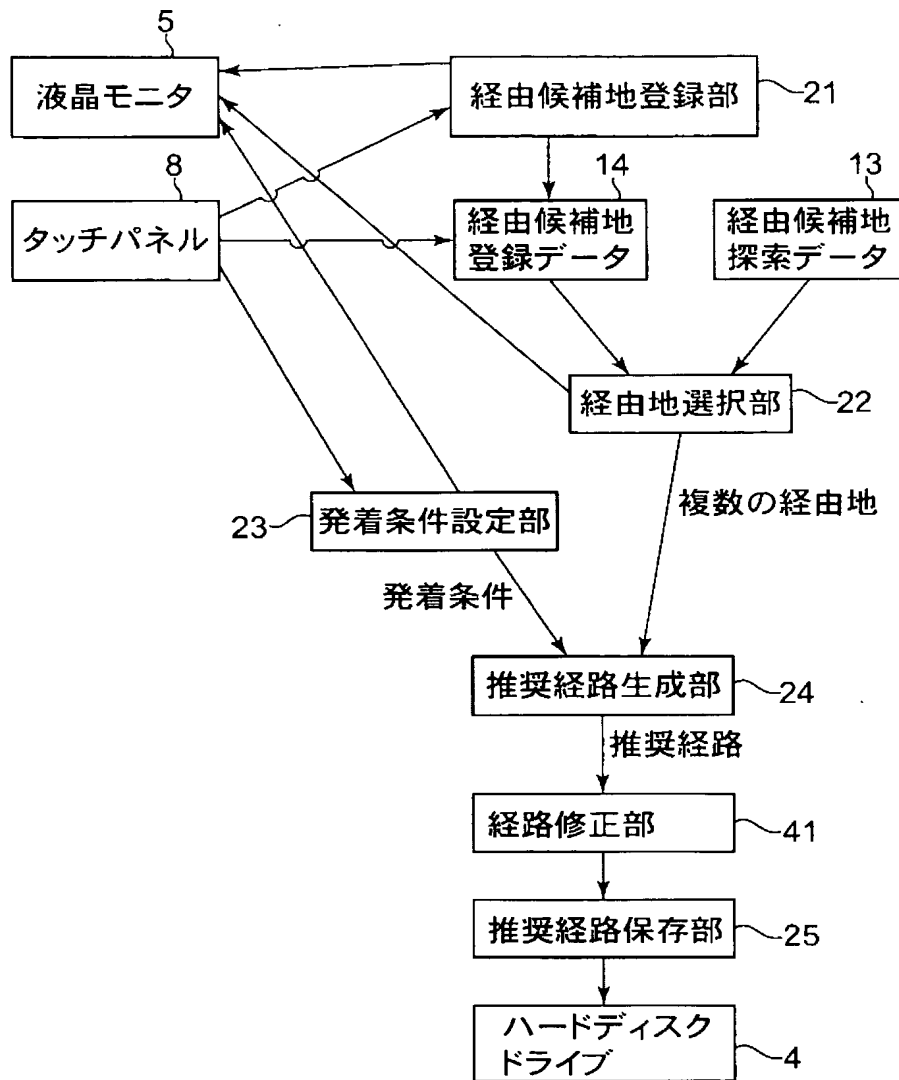 5
液晶モニタ
経由候補地登録部
21
8
タッチパネル
14
経由候補地
登録データ
13
経由候補地
探索データ
経由地選択部
22
複数の経由地
23
発着条件設定部
発着条件
推奨経路生成部
24
推奨経路
経路修正部
41
推奨経路保存部
25
ハードディスク
ドライブ
4